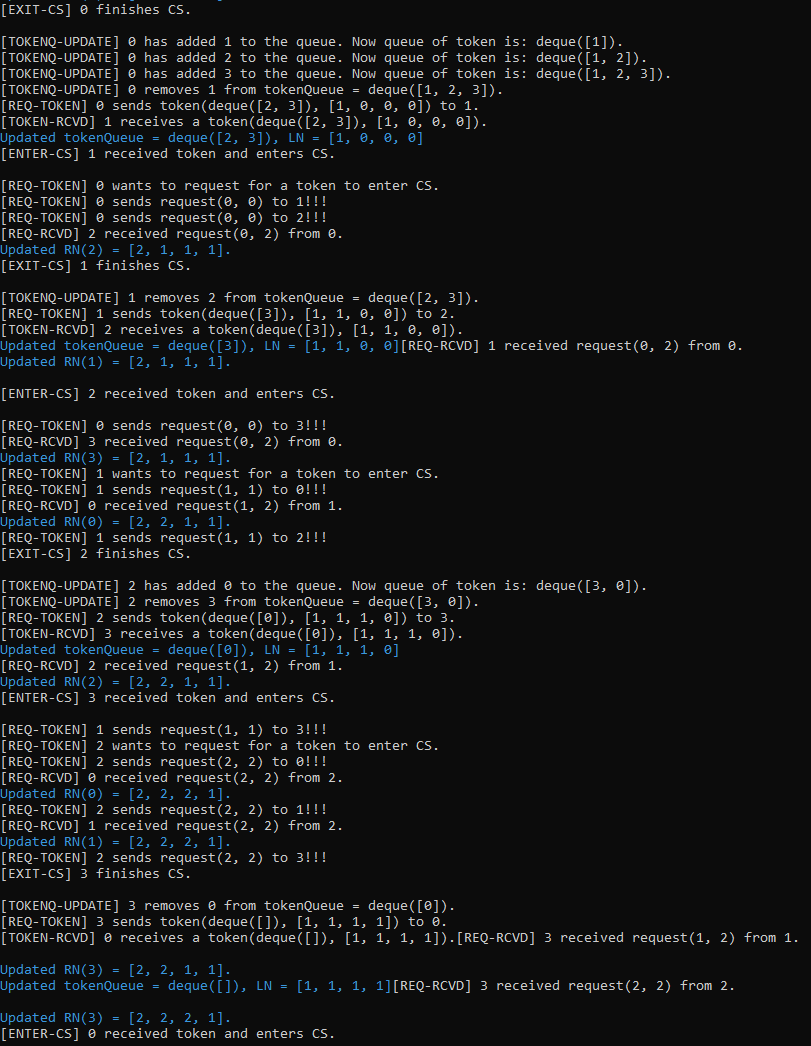 [EXIT-CS] 0 finishes CS.
[TOKENQ-UPDATE] 0 has added 1 to the queue. Now queue of token is: deque([1]).
[TOKENQ-UPDATE] 0 has added 2 to the queue. Now queue of token is: deque([1, 2]).
[TOKENQ-UPDATE] 0 has added 3 to the queue. Now queue of token is: deque([1, 2, 3]).
[TOKENQ-UPDATE] 0 removes 1 from tokenQueue = deque([1, 2, 3]).
[REQ-TOKEN] 0 sends token(deque([2, 3]), [1, 0, 0, 0]) to 1.
[TOKEN-RCVD] 1 receives a token(deque([2, 3]), [1, 0, 0, 0]).
Updated tokenQueue = deque([2, 3]), LN = [1, 0, 0, 0]
[ENTER-CS] 1 received token and enters CS.
[REQ-TOKEN] 0 wants to request for a token to enter CS.
[REQ-TOKEN] 0 sends request(0, 0) to 1!!!
[REQ-TOKEN] 0 sends request(0, 0) to 2!!!
[REQ-RCVD] 2 received request(0, 2) from 0.
Updated RN(2) = [2, 1, 1, 1].
[EXIT-CS] 1 finishes CS.
[TOKENQ-UPDATE] 1 removes 2 from tokenQueue = deque([2, 3]).
[REQ-TOKEN] 1 sends token(deque([3]), [1, 1, 0, 0]) to 2.
[TOKEN-RCVD] 2 receives a token(deque([3]), [1, 1, 0, 0]).
Updated tokenQueue = deque([3]), LN = [1, 1, 0, 0][REQ-RCVD] 1 received request(0, 2) from 0.
Updated RN(1) = [2, 1, 1, 1].
[ENTER-CS] 2 received token and enters CS.
[REQ-TOKEN] 0 sends request(0, 0) to 3!!!
[REQ-RCVD] 3 received request(0, 2) from 0.
Updated RN(3) = [2, 1, 1, 1].
[REQ-TOKEN] 1 wants to request for a token to enter CS.
[REQ-TOKEN] 1 sends request(1, 1) to 0!!!
[REQ-RCVD] 0 received request(1, 2) from 1.
Updated RN(0) = [2, 2, 1, 1].
[REQ-TOKEN] 1 sends request(1, 1) to 2!!!
[EXIT-CS] 2 finishes CS.
[TOKENQ-UPDATE] 2 has added 0 to the queue. Now queue of token is: deque([3, 0]).
[TOKENQ-UPDATE] 2 removes 3 from tokenQueue = deque([3, 0]).
[REQ-TOKEN] 2 sends token(deque([0]), [1, 1, 1, 0]) to 3.
[TOKEN-RCVD] 3 receives a token(deque([0]), [1, 1, 1, 0]).
Updated tokenQueue = deque([0]), LN = [1, 1, 1, 0]
[REQ-RCVD] 2 received request(1, 2) from 1.
Updated RN(2) = [2, 2, 1, 1].
[ENTER-CS] 3 received token and enters CS.
[REQ-TOKEN] 1 sends request(1, 1) to 3!!!
[REQ-TOKEN] 2 wants to request for a token to enter CS.
[REQ-TOKEN] 2 sends request(2, 2) to 0!!!
[REQ-RCVD] 0 received request(2, 2) from 2.
Updated RN(0) = [2, 2, 2, 1].
[REQ-TOKEN] 2 sends request(2, 2) to 1!!!
[REQ-RCVD] 1 received request(2, 2) from 2.
Updated RN(1) = [2, 2, 2, 1].
[REQ-TOKEN] 2 sends request(2, 2) to 3!!!
[EXIT-CS] 3 finishes CS.
[TOKENQ-UPDATE] 3 removes 0 from tokenQueue = deque([0]).
[REQ-TOKEN] 3 sends token(deque([]), [1, 1, 1, 1]) to 0.
[TOKEN-RCVD] 0 receives a token(deque([]), [1, 1, 1, 1]).[REQ-RCVD] 3 received request(1, 2) from 1.
Updated RN(3) = [2, 2, 1, 1].
Updated tokenQueue = deque([]), LN = [1, 1, 1, 1][REQ-RCVD] 3 received request(2, 2) from 2.
Updated RN(3) = [2, 2, 2, 1].
[ENTER-CS] 0 received token and enters CS.